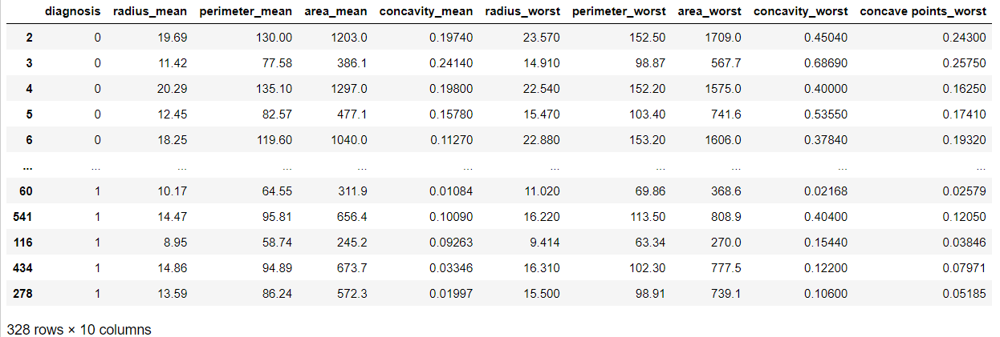 diagnosis radius_mean perimeter_mean area_mean concavity_mean radius_worst perimeter_worst area_worst concavity_worst concave points_worst
2 0 19.69 130.00 1203.0 0.19740 23.570 152.50 1709.0 0.45040 0.24300
3 0 11.42 77.58 386.1 0.24140 14.910 98.87 567.7 0.68690 0.25750
4 0 20.29 135.10 1297.0 0.19800 22.540 152.20 1575.0 0.40000 0.16250
5 0 12.45 82.57 477.1 0.15780 15.470 103.40 741.6 0.53550 0.17410
6 0 18.25 119.60 1040.0 0.11270 22.880 153.20 1606.0 0.37840 0.19320
... ... ... ... ... ... ... ... ... ... ...
60 1 10.17 64.55 311.9 0.01084 11.020 69.86 368.6 0.02168 0.02579
541 1 14.47 95.81 656.4 0.10090 16.220 113.50 808.9 0.40400 0.12050
116 1 8.95 58.74 245.2 0.09263 9.414 63.34 270.0 0.15440 0.03846
434 1 14.86 94.89 673.7 0.03346 16.310 102.30 777.5 0.12200 0.07971
278 1 13.59 86.24 572.3 0.01997 15.500 98.91 739.1 0.10600 0.05185
328 rows × 10 columns